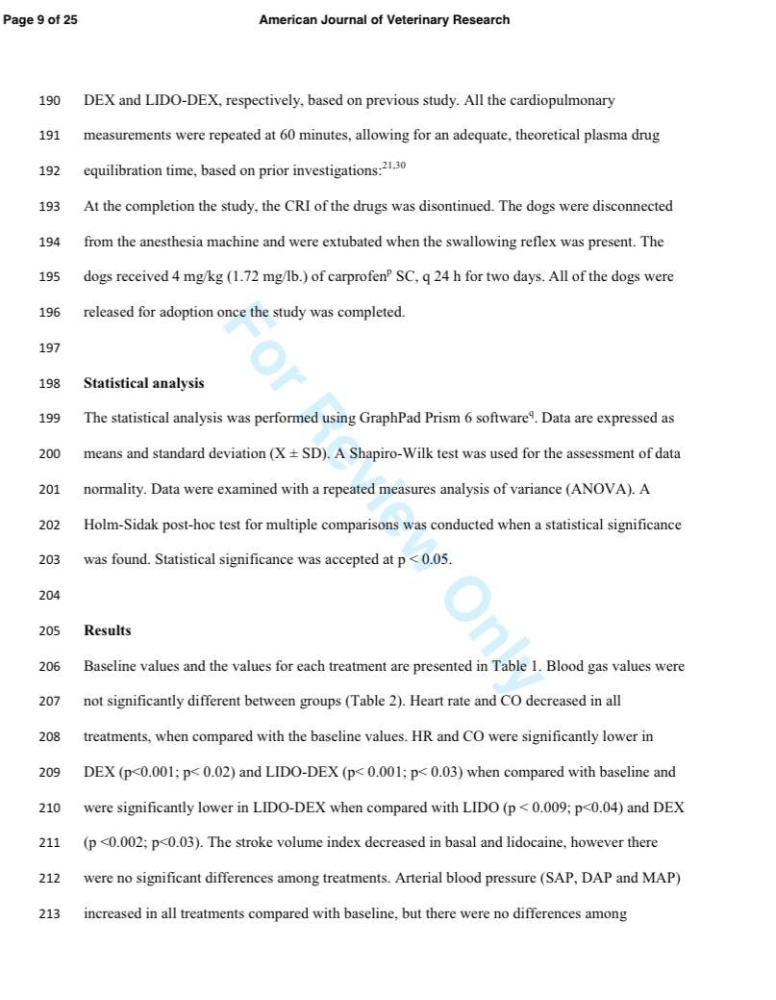 Page 9 of 25
American Journal of Veterinary Research
190 DEX and LIDO-DEX, respectively, based on previous study. All the cardiopulmonary
191 measurements were repeated at 60 minutes, allowing for an adequate, theoretical plasma drug
192 equilibration time, based on prior investigations:21,30
193 At the completion the study, the CRI of the drugs was disontinued. The dogs were disconnected
194 from the anesthesia machine and were extubated when the swallowing reflex was present. The
195 dogs received 4 mg/kg (1.72 mg/lb.) of carprofenp SC, q 24 h for two days. All of the dogs were
196 released for adoption once the study was completed.
197
198 Statistical analysis
199 The statistical analysis was performed using GraphPad Prism 6 softwareq. Data are expressed as
200 means and standard deviation (X ± SD). A Shapiro-Wilk test was used for the assessment of data
201 normality. Data were examined with a repeated measures analysis of variance (ANOVA). A
202 Holm-Sidak post-hoc test for multiple comparisons was conducted when a statistical significance
203 was found. Statistical significance was accepted at p < 0.05.
204
205 Results
206 Baseline values and the values for each treatment are presented in Table 1. Blood gas values were
207 not significantly different between groups (Table 2). Heart rate and CO decreased in all
208 treatments, when compared with the baseline values. HR and CO were significantly lower in
209 DEX (p<0.001; p< 0.02) and LIDO-DEX (p< 0.001; p< 0.03) when compared with baseline and
210 were significantly lower in LIDO-DEX when compared with LIDO (p < 0.009; p<0.04) and DEX
211 (p <0.002; p<0.03). The stroke volume index decreased in basal and lidocaine, however there
212 were no significant differences among treatments. Arterial blood pressure (SAP, DAP and MAP)
213 increased in all treatments compared with baseline, but there were no differences among
For Review Only